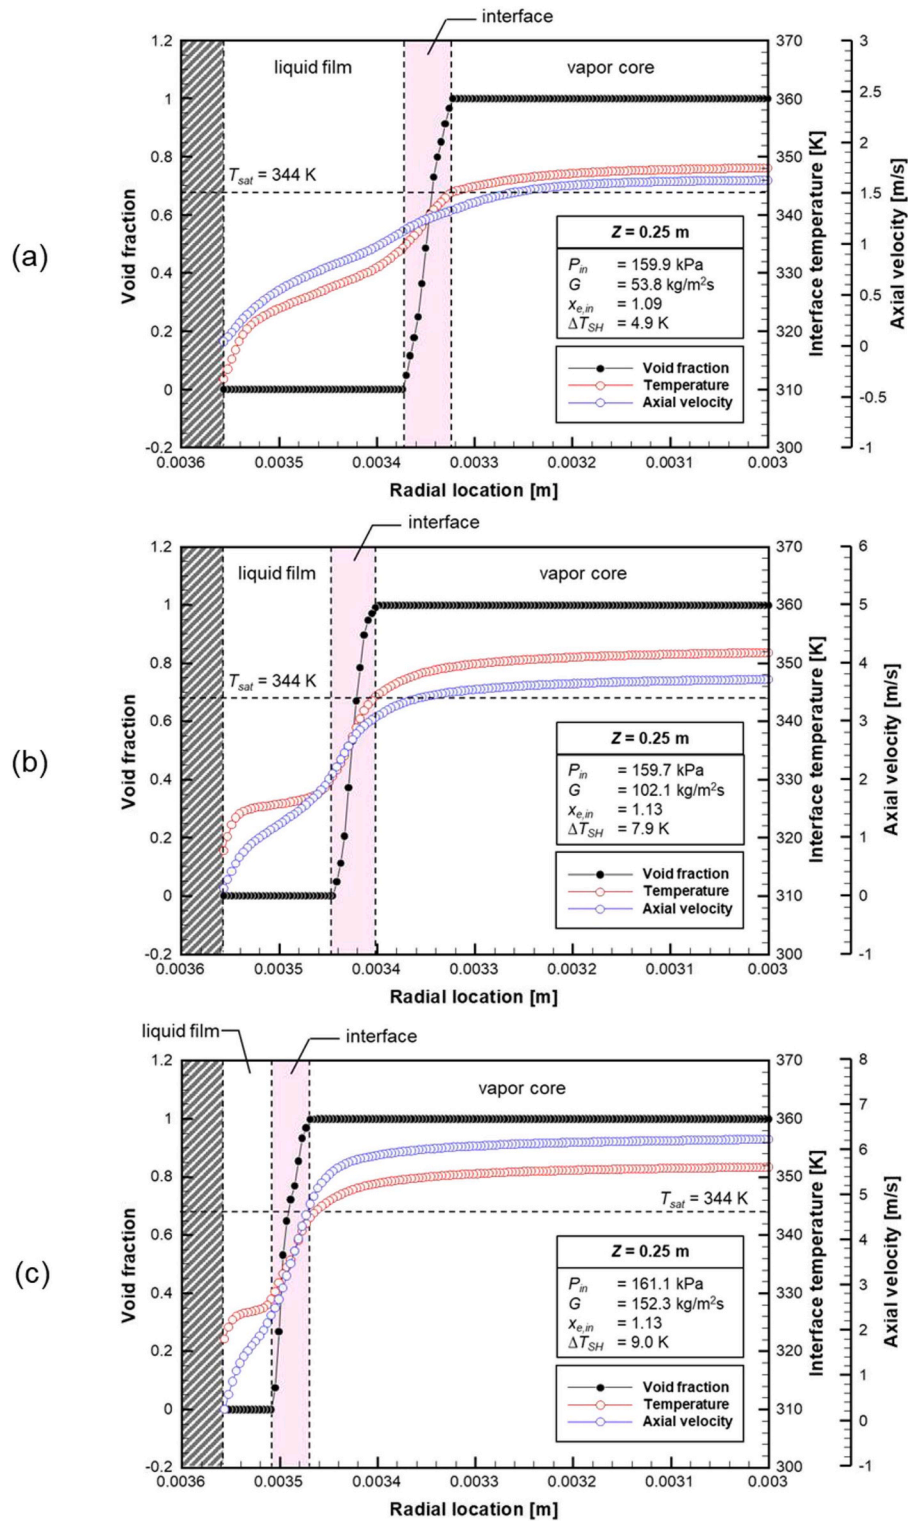 (a)
interface
liquid film
vapor core
T_sat = 344 K
1.2
1
0.8
0.6
0.4
0.2
0
-0.2
Void fraction
370
360
350
340
330
320
310
300
Interface temperature [K]
3
2.5
2
1.5
1
0.5
0
-0.5
-1
Axial velocity [m/s]
Z = 0.25 m
P_in = 159.9 kPa
G = 53.8 kg/m²s
x_e,in = 1.09
ΔT_SH = 4.9 K
Void fraction
Temperature
Axial velocity
0.0036 0.0035 0.0034 0.0033 0.0032 0.0031 0.003
Radial location [m]
(b)
interface
liquid film
vapor core
T_sat = 344 K
1.2
1
0.8
0.6
0.4
0.2
0
-0.2
Void fraction
370
360
350
340
330
320
310
300
Interface temperature [K]
6
5
4
3
2
1
0
-1
Axial velocity [m/s]
Z = 0.25 m
P_in = 159.7 kPa
G = 102.1 kg/m²s
x_e,in = 1.13
ΔT_SH = 7.9 K
Void fraction
Temperature
Axial velocity
0.0036 0.0035 0.0034 0.0033 0.0032 0.0031 0.003
Radial location [m]
(c)
liquid film
interface
vapor core
T_sat = 344 K
1.2
1
0.8
0.6
0.4
0.2
0
-0.2
Void fraction
370
360
350
340
330
320
310
300
Interface temperature [K]
8
7
6
5
4
3
2
1
0
-1
Axial velocity [m/s]
Z = 0.25 m
P_in = 161.1 kPa
G = 152.3 kg/m²s
x_e,in = 1.13
ΔT_SH = 9.0 K
Void fraction
Temperature
Axial velocity
0.0036 0.0035 0.0034 0.0033 0.0032 0.0031 0.003
Radial location [m]